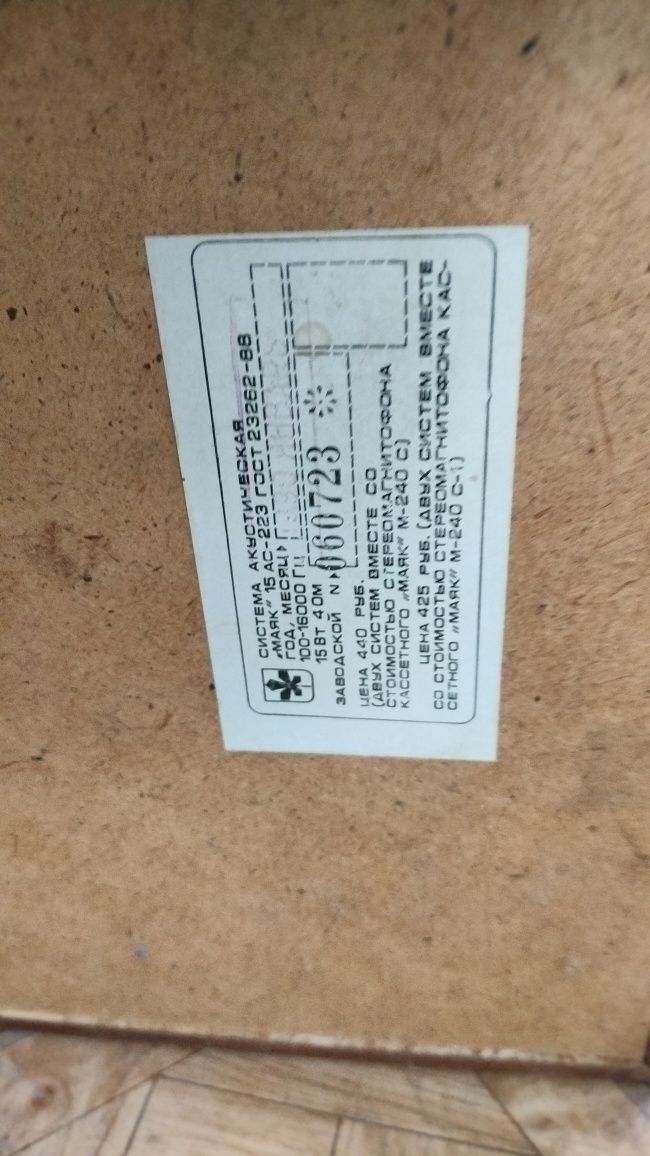 СИСТЕМА АКУСТИЧЕСКАЯ
„МАЯК" 15 АС-223 ГОСТ 23262-88
ГОД, МЕСЯЦ
100-16000 ГЦ
15 ВТ 4 ОМ
ЗАВОДСКОЙ N 060723
ЦЕНА 440 РУБ.
(ДВУХ СИСТЕМ ВМЕСТЕ СО
СТОИМОСТЬЮ СТЕРЕОМАГНИТОФОНА
КАССЕТНОГО „МАЯК" М-240 С)
ЦЕНА 425 РУБ. (ДВУХ СИСТЕМ ВМЕСТЕ
СО СТОИМОСТЬЮ СТЕРЕОМАГНИТОФОНА КАС-
СЕТНОГО „МАЯК" М-240 С-1)